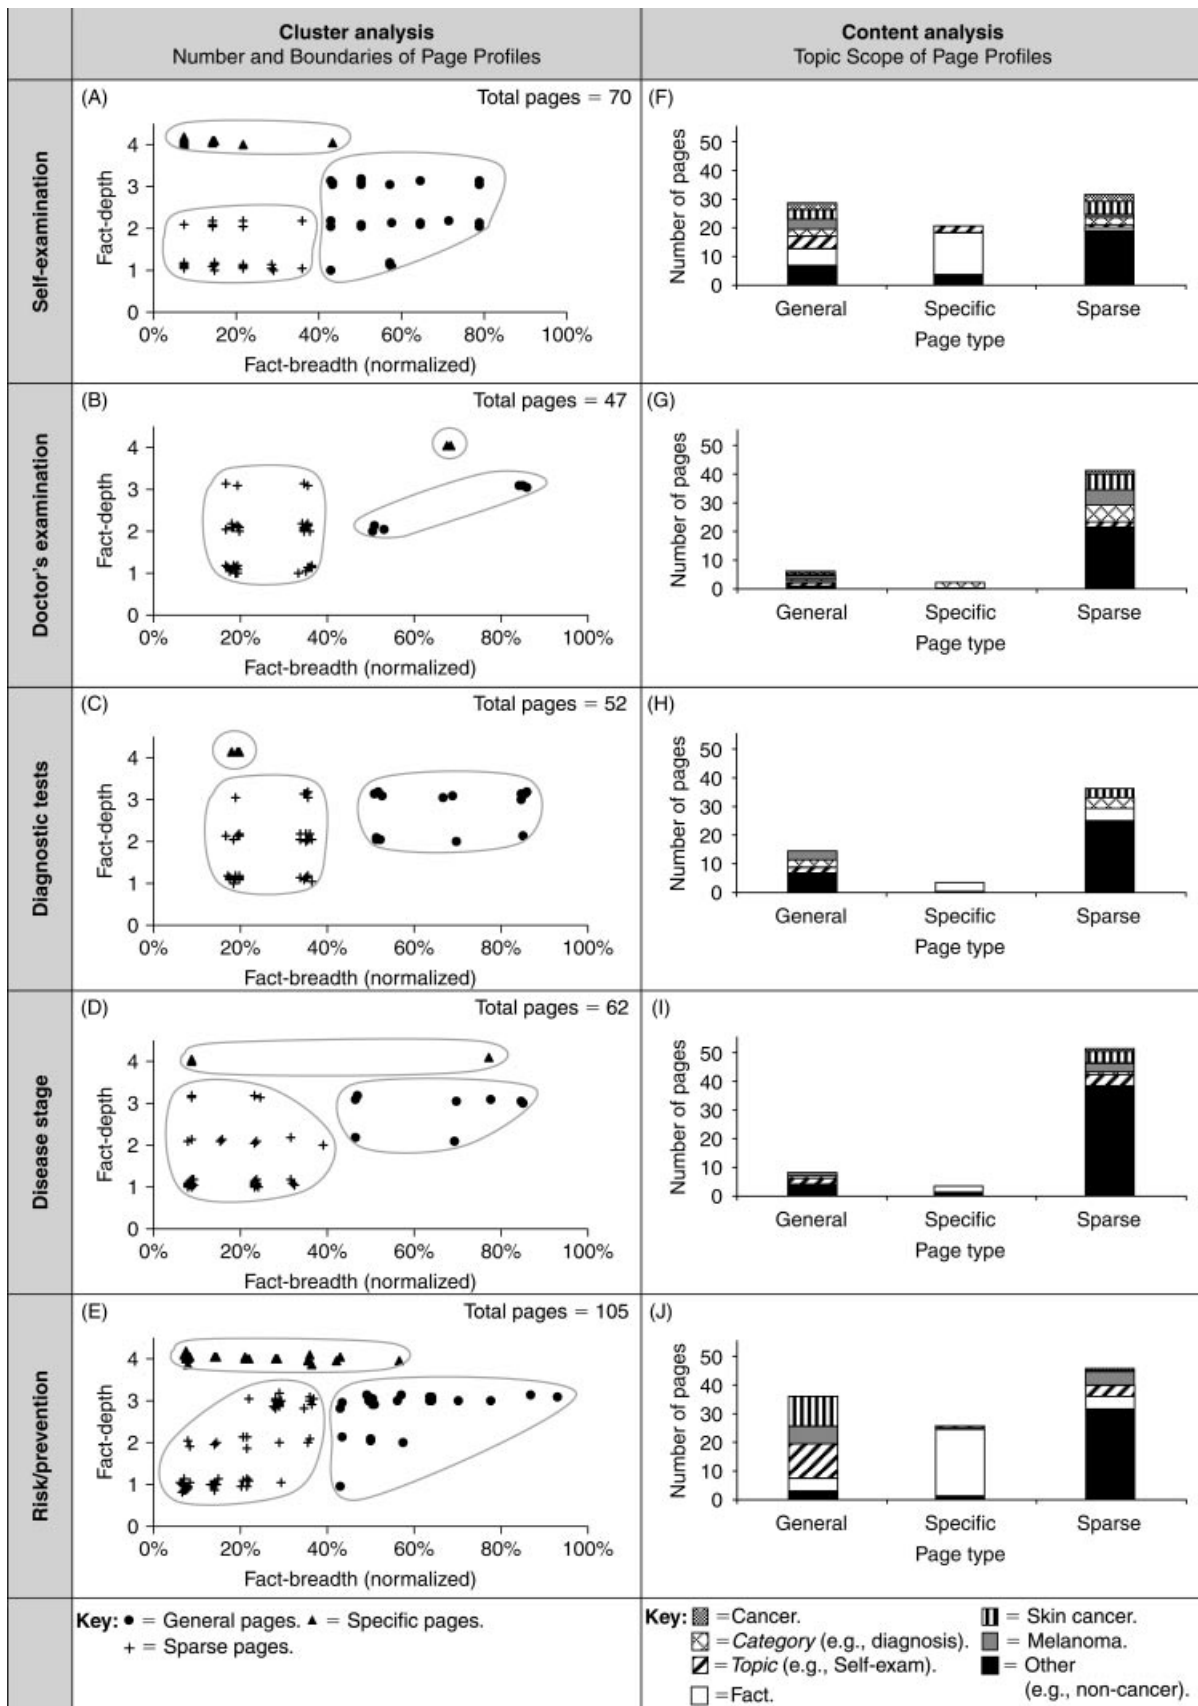 Cluster analysis
Number and Boundaries of Page Profiles
Content analysis
Topic Scope of Page Profiles
Self-examination
(A)
Total pages = 70
Fact-depth
4
3
2
1
0
0% 20% 40% 60% 80% 100%
Fact-breadth (normalized)
(F)
Number of pages
50
40
30
20
10
0
General Specific Sparse
Page type
Doctor's examination
(B)
Total pages = 47
Fact-depth
4
3
2
1
0
0% 20% 40% 60% 80% 100%
Fact-breadth (normalized)
(G)
Number of pages
50
40
30
20
10
0
General Specific Sparse
Page type
Diagnostic tests
(C)
Total pages = 52
Fact-depth
4
3
2
1
0
0% 20% 40% 60% 80% 100%
Fact-breadth (normalized)
(H)
Number of pages
50
40
30
20
10
0
General Specific Sparse
Page type
Disease stage
(D)
Total pages = 62
Fact-depth
4
3
2
1
0
0% 20% 40% 60% 80% 100%
Fact-breadth (normalized)
(I)
Number of pages
50
40
30
20
10
0
General Specific Sparse
Page type
Risk/prevention
(E)
Total pages = 105
Fact-depth
4
3
2
1
0
0% 20% 40% 60% 80% 100%
Fact-breadth (normalized)
(J)
Number of pages
50
40
30
20
10
0
General Specific Sparse
Page type
Key: ● = General pages. ▲ = Specific pages.
+ = Sparse pages.
Key: =Cancer.
=Category (e.g., diagnosis).
=Topic (e.g., Self-exam).
=Fact.
= Skin cancer.
= Melanoma.
= Other
(e.g., non-cancer).